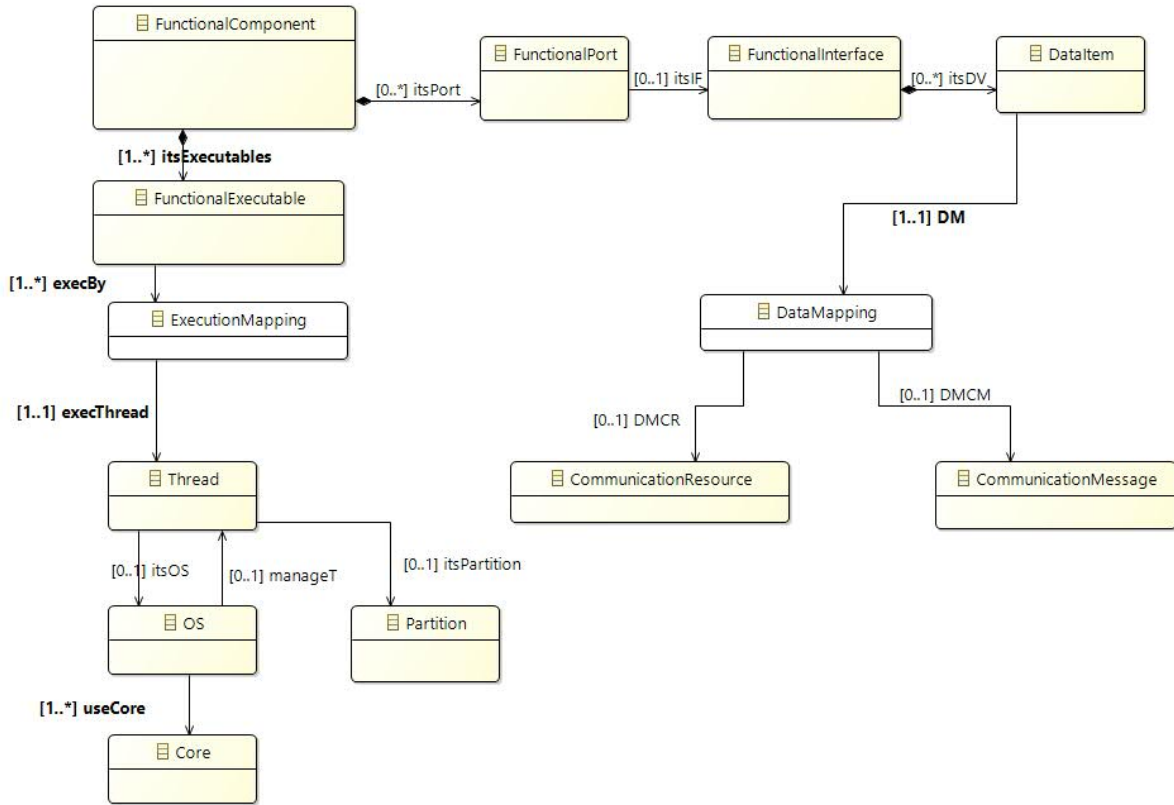 FunctionalComponent
FunctionalPort
FunctionalInterface
DataItem
[0..*] itsPort
[0..1] itsIF
[0..*] itsDV
[1..*] itsExecutables
FunctionalExecutable
[1..1] DM
[1..*] execBy
ExecutionMapping
DataMapping
[1..1] execThread
[0..1] DMCR
[0..1] DMCM
Thread
CommunicationResource
CommunicationMessage
[0..1] itsOS
[0..1] manageT
[0..1] itsPartition
OS
Partition
[1..*] useCore
Core